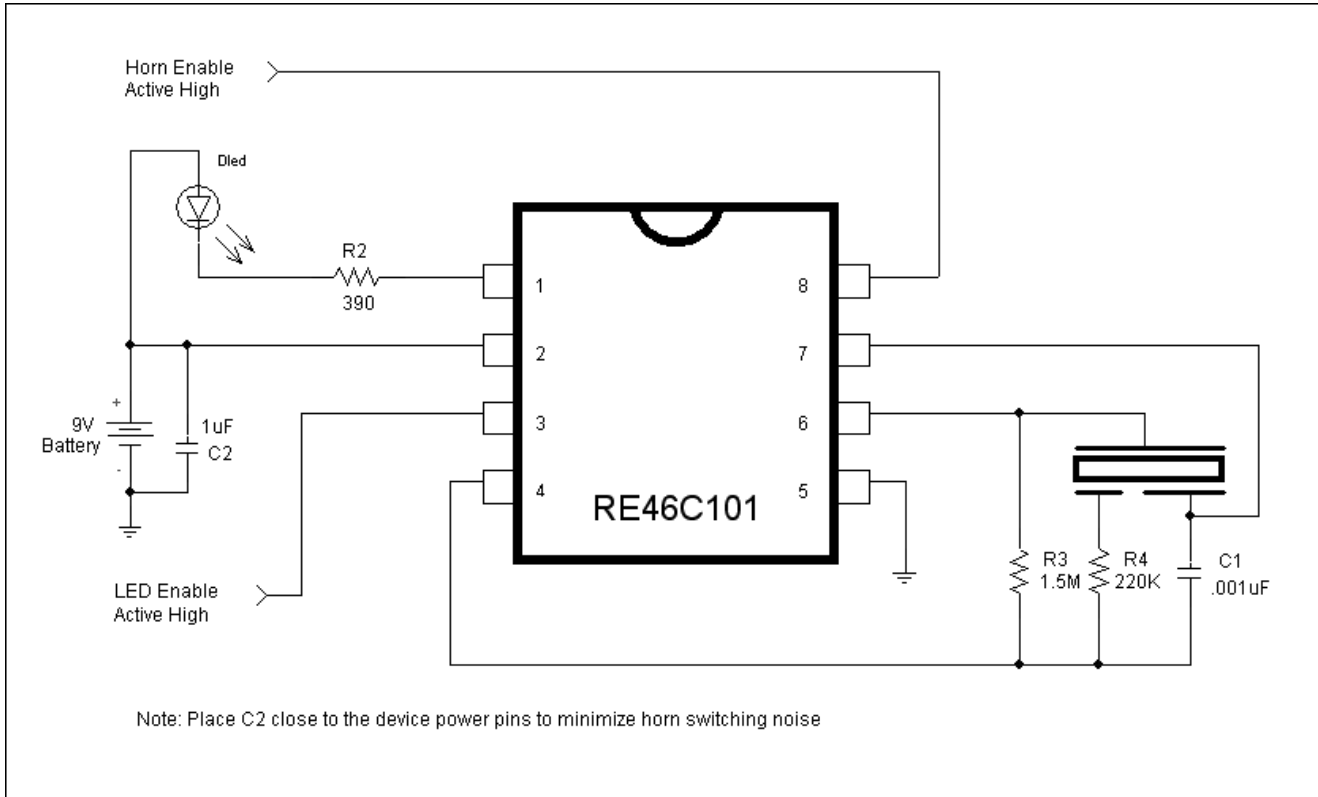 Horn Enable
Active High
Dled
R2
390
1
2
3
4
8
7
6
5
RE46C101
+
9V
Battery
-
1uF
C2
LED Enable
Active High
R3
1.5M
R4
220K
C1
.001uF
Note: Place C2 close to the device power pins to minimize horn switching noise